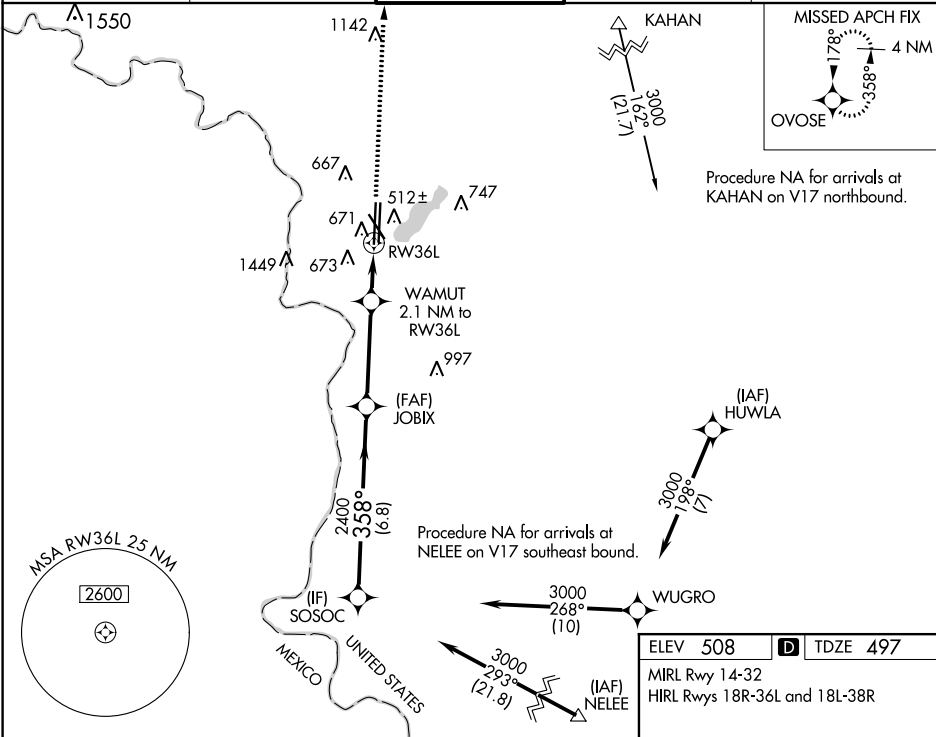 1550
1142
KAHAN
3000
162°
(21.7)
MISSED APCH FIX
4 NM
178°
358°
OVOSE
Procedure NA for arrivals at
KAHAN on V17 northbound.
667
512±
747
671
RW36L
1449
673
WAMUT
2.1 NM to
RW36L
997
(FAF)
JOBIX
(IAF)
HUWLA
3000
198°
(7)
2400
358°
(6.8)
Procedure NA for arrivals at
NELEE on V17 southeast bound.
MSA RW36L 25 NM
2600
(IF)
SOSOC
3000
268°
(10)
WUGRO
MEXICO
UNITED STATES
3000
293°
(21.8)
(IAF)
NELEE
ELEV 508 D TDZE 497
MIRL Rwy 14-32
HIRL Rwys 18R-36L and 18L-38R